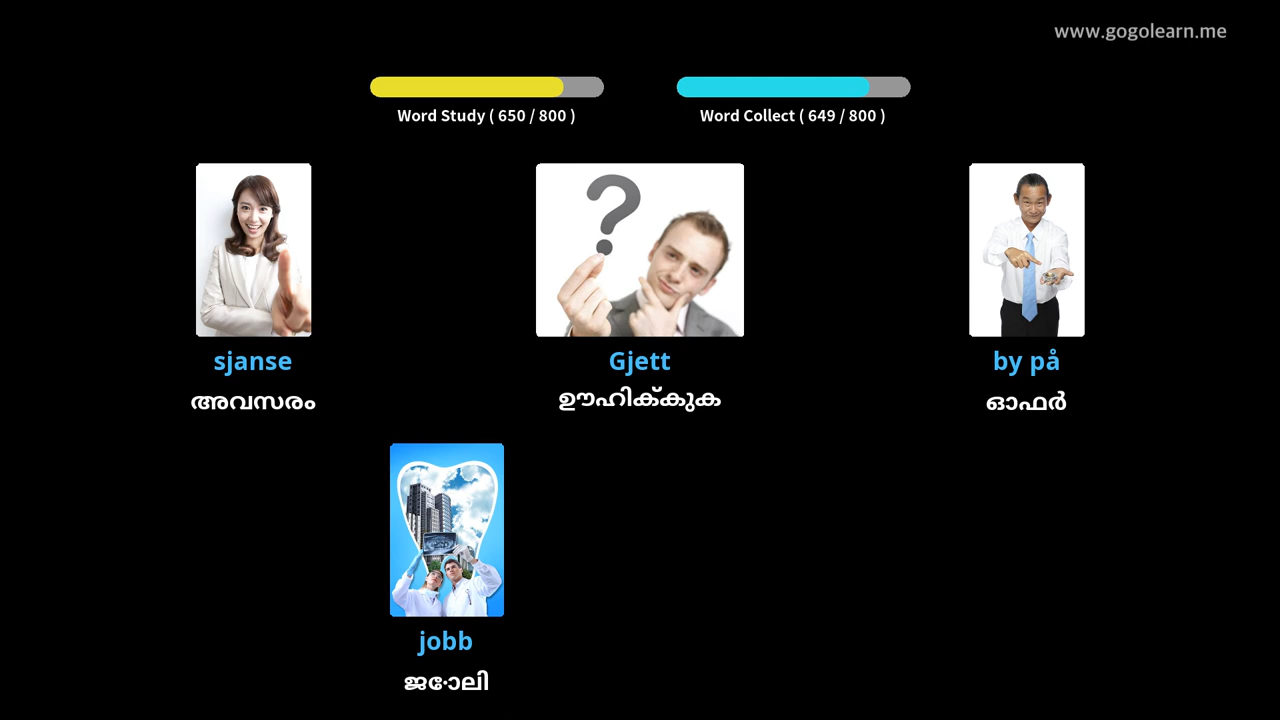 www.gogolearn.me
Word Study ( 650 / 800 )
Word Collect ( 649 / 800 )
sjanse
അവസരം
Gjett
ഊഹിക്കുക
by på
ഓഫർ
jobb
ജോലി